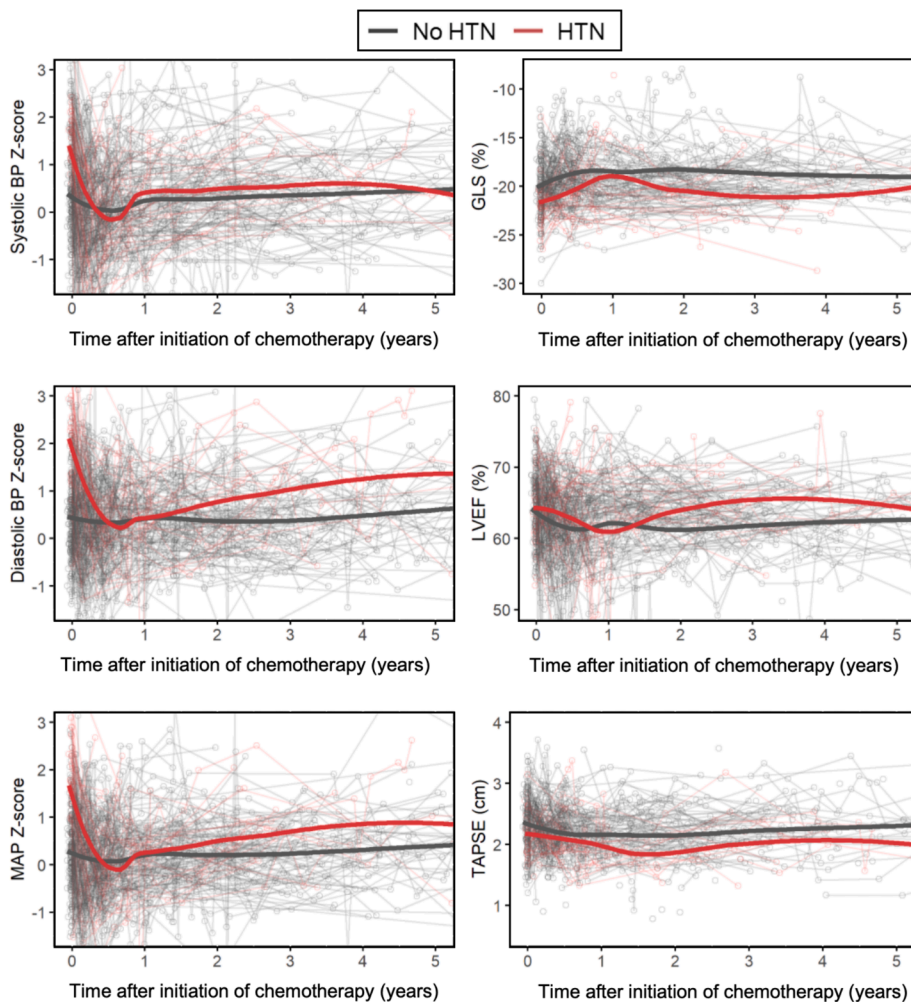 No HTN HTN
Systolic BP Z-score
3
2
1
0
-1
0 1 2 3 4 5
Time after initiation of chemotherapy (years)
GLS (%)
-10
-15
-20
-25
-30
0 1 2 3 4 5
Time after initiation of chemotherapy (years)
Diastolic BP Z-score
3
2
1
0
-1
0 1 2 3 4 5
Time after initiation of chemotherapy (years)
LVEF (%)
80
70
60
50
0 1 2 3 4 5
Time after initiation of chemotherapy (years)
MAP Z-score
3
2
1
0
-1
0 1 2 3 4 5
Time after initiation of chemotherapy (years)
TAPSE (cm)
4
3
2
1
0 1 2 3 4 5
Time after initiation of chemotherapy (years)